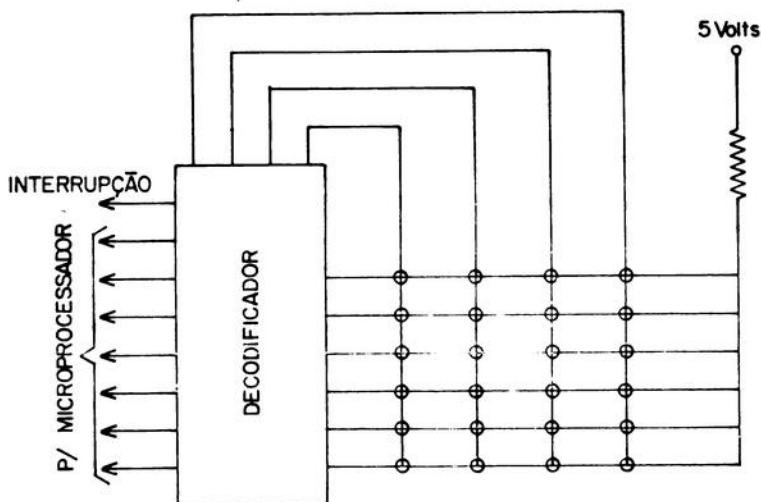 5 Volts
INTERRUPÇÃO
P/ MICROPROCESSADOR
DECODIFICADOR